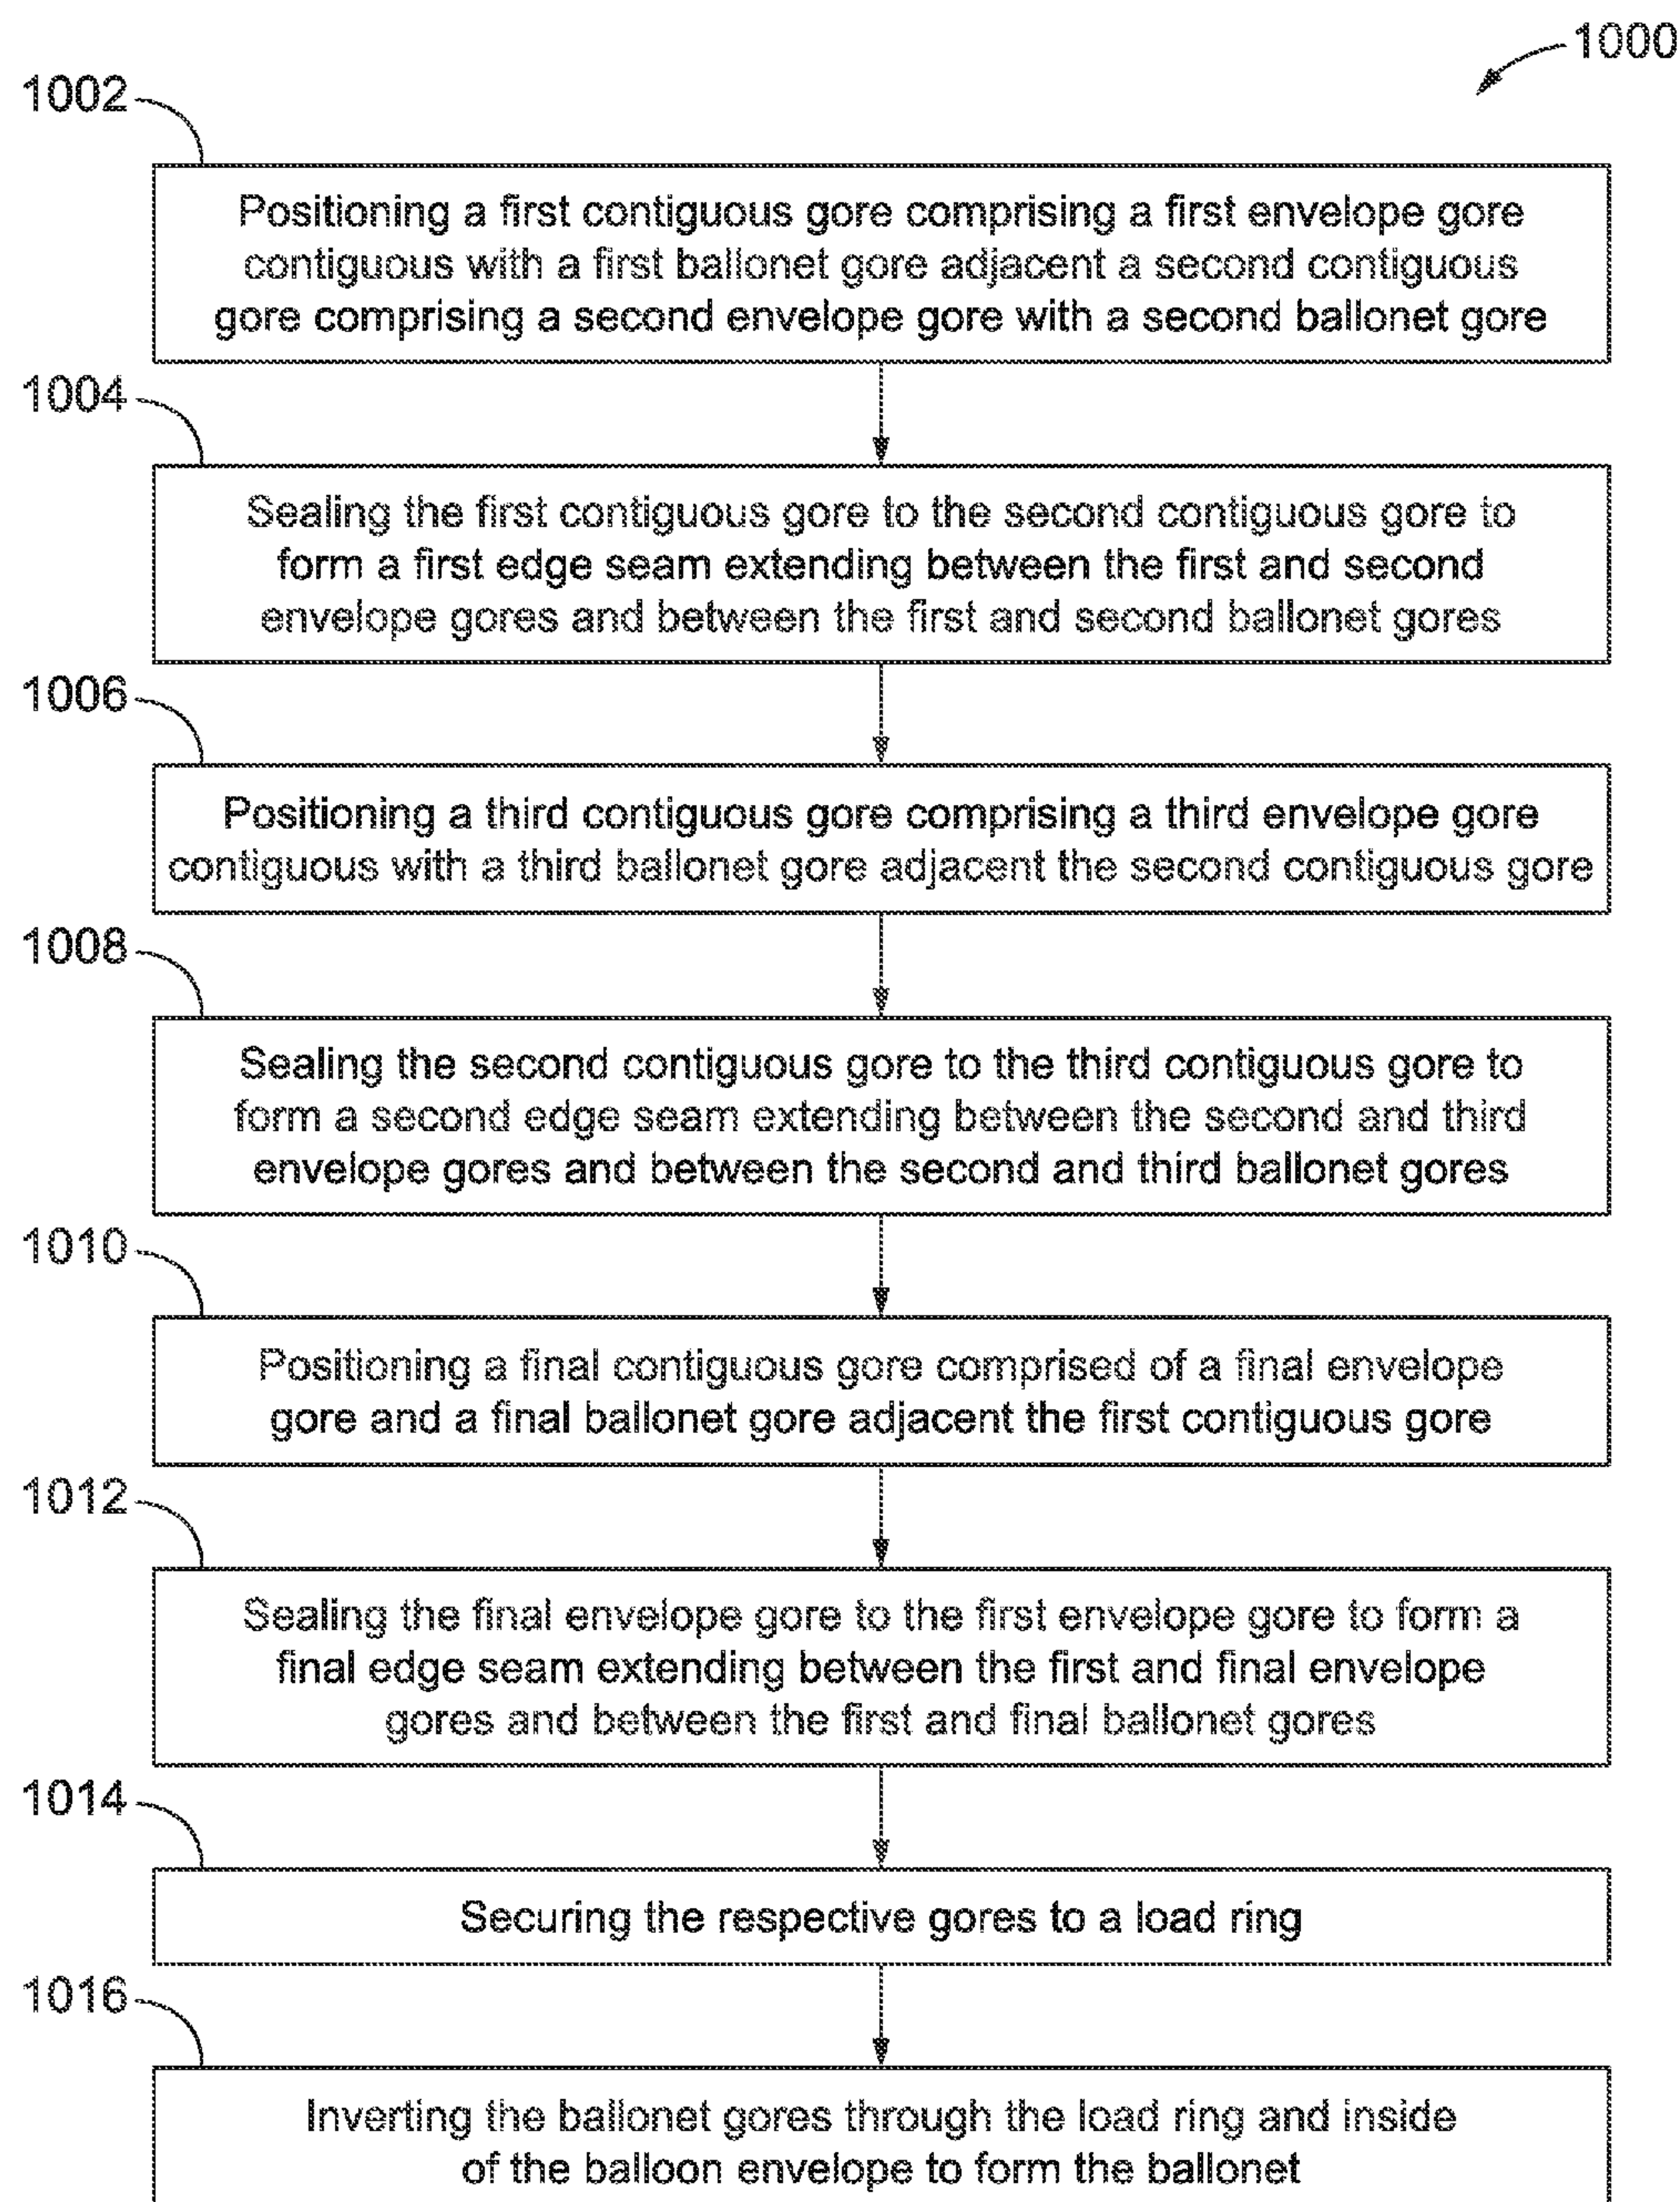 1000
1002
Positioning a first contiguous gore comprising a first envelope gore
contiguous with a first ballonet gore adjacent a second contiguous
gore comprising a second envelope gore with a second ballonet gore
1004
Sealing the first contiguous gore to the second contiguous gore to
form a first edge seam extending between the first and second
envelope gores and between the first and second ballonet gores
1006
Positioning a third contiguous gore comprising a third envelope gore
contiguous with a third ballonet gore adjacent the second contiguous gore
1008
Sealing the second contiguous gore to the third contiguous gore to
form a second edge seam extending between the second and third
envelope gores and between the second and third ballonet gores
1010
Positioning a final contiguous gore comprised of a final envelope
gore and a final ballonet gore adjacent the first contiguous gore
1012
Sealing the final envelope gore to the first envelope gore to form a
final edge seam extending between the first and final envelope
gores and between the first and final ballonet gores
1014
Securing the respective gores to a load ring
1016
Inverting the ballonet gores through the load ring and inside
of the balloon envelope to form the ballonet